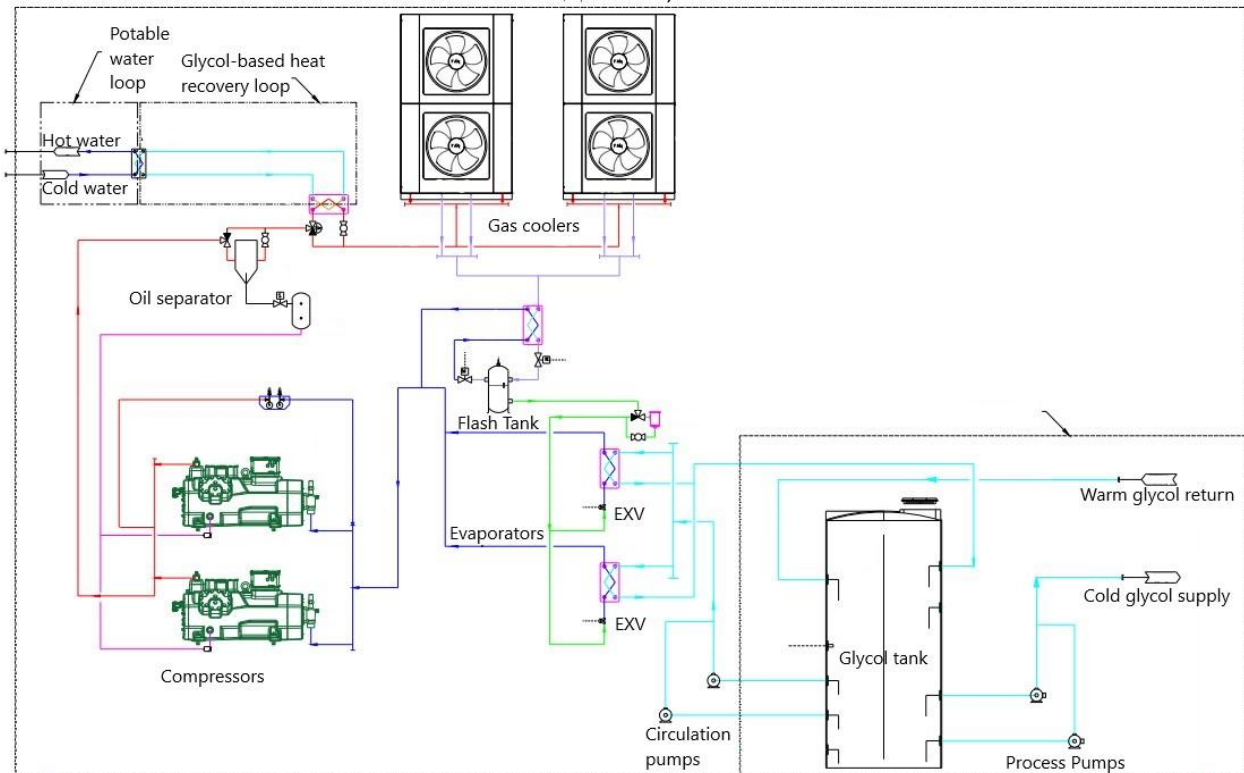 Potable
water
loop
Glycol-based heat
recovery loop
Hot water
Cold water
Gas coolers
Oil separator
Flash Tank
EXV
Evaporators
EXV
Compressors
Warm glycol return
Cold glycol supply
Glycol tank
Circulation
pumps
Process Pumps